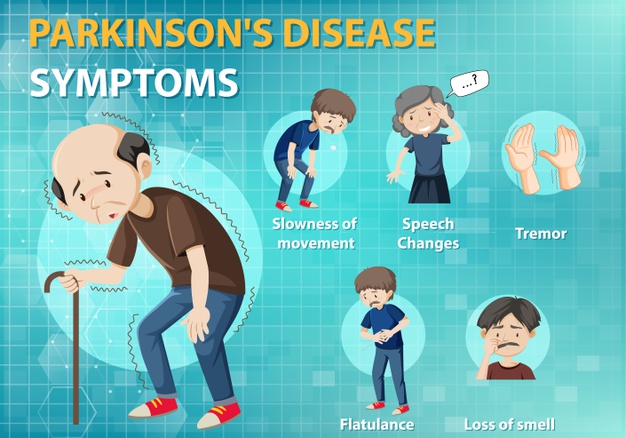 PARKINSON'S DISEASE
SYMPTOMS
...?
Slowness of
movement
Speech
Changes
Tremor
Flatulance
Loss of smell